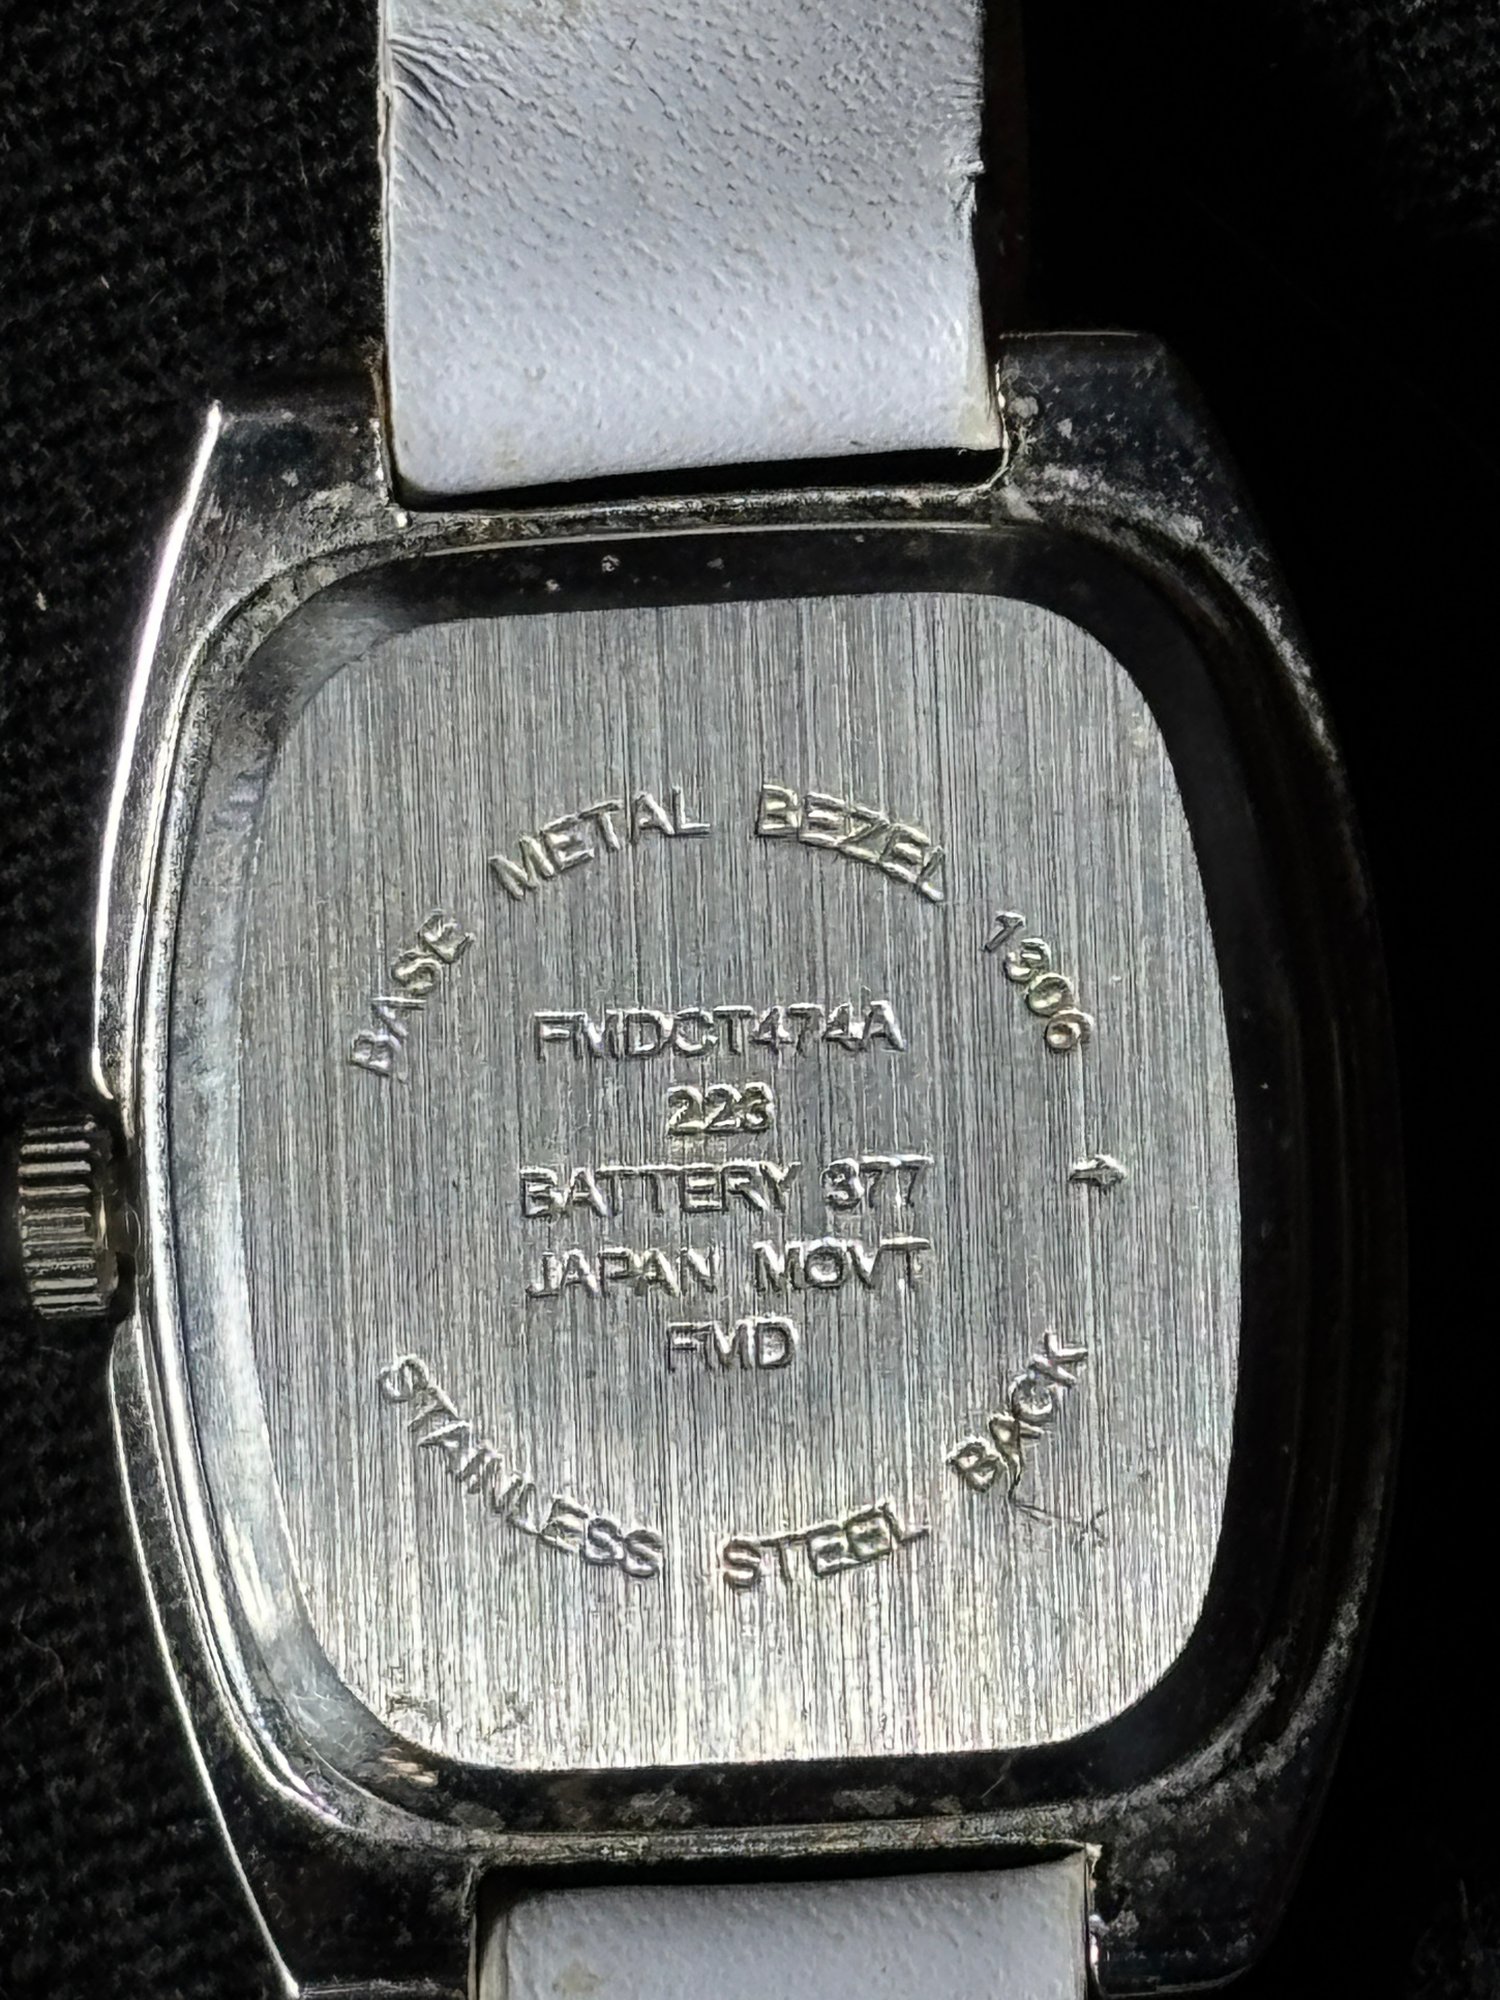 BASE METAL BEZEL 1306
FMDCT474A
223
BATTERY 377
JAPAN MOVT
FMD
STAINLESS STEEL BACK